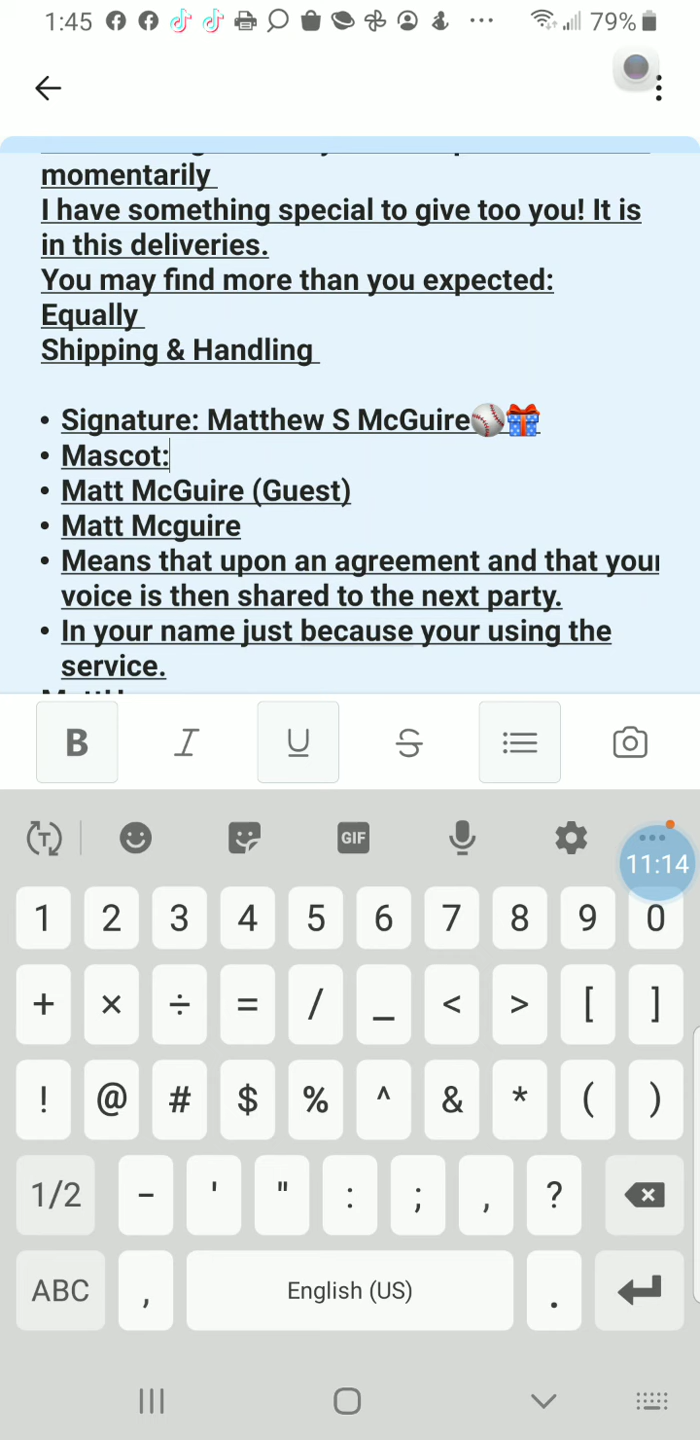 1:45 79%
momentarily
I have something special to give too you! It is
in this deliveries.
You may find more than you expected:
Equally
Shipping & Handling
• Signature: Matthew S McGuire⚾🎁
• Mascot:
• Matt McGuire (Guest)
• Matt Mcguire
• Means that upon an agreement and that your
voice is then shared to the next party.
• In your name just because your using the
service.
B I U S
T GIF
11:14
1 2 3 4 5 6 7 8 9 0
+ × ÷ = / _ < > [ ]
! @ # $ % ^ & * ( )
1/2 - ' " : ; , ?
ABC , English (US) .